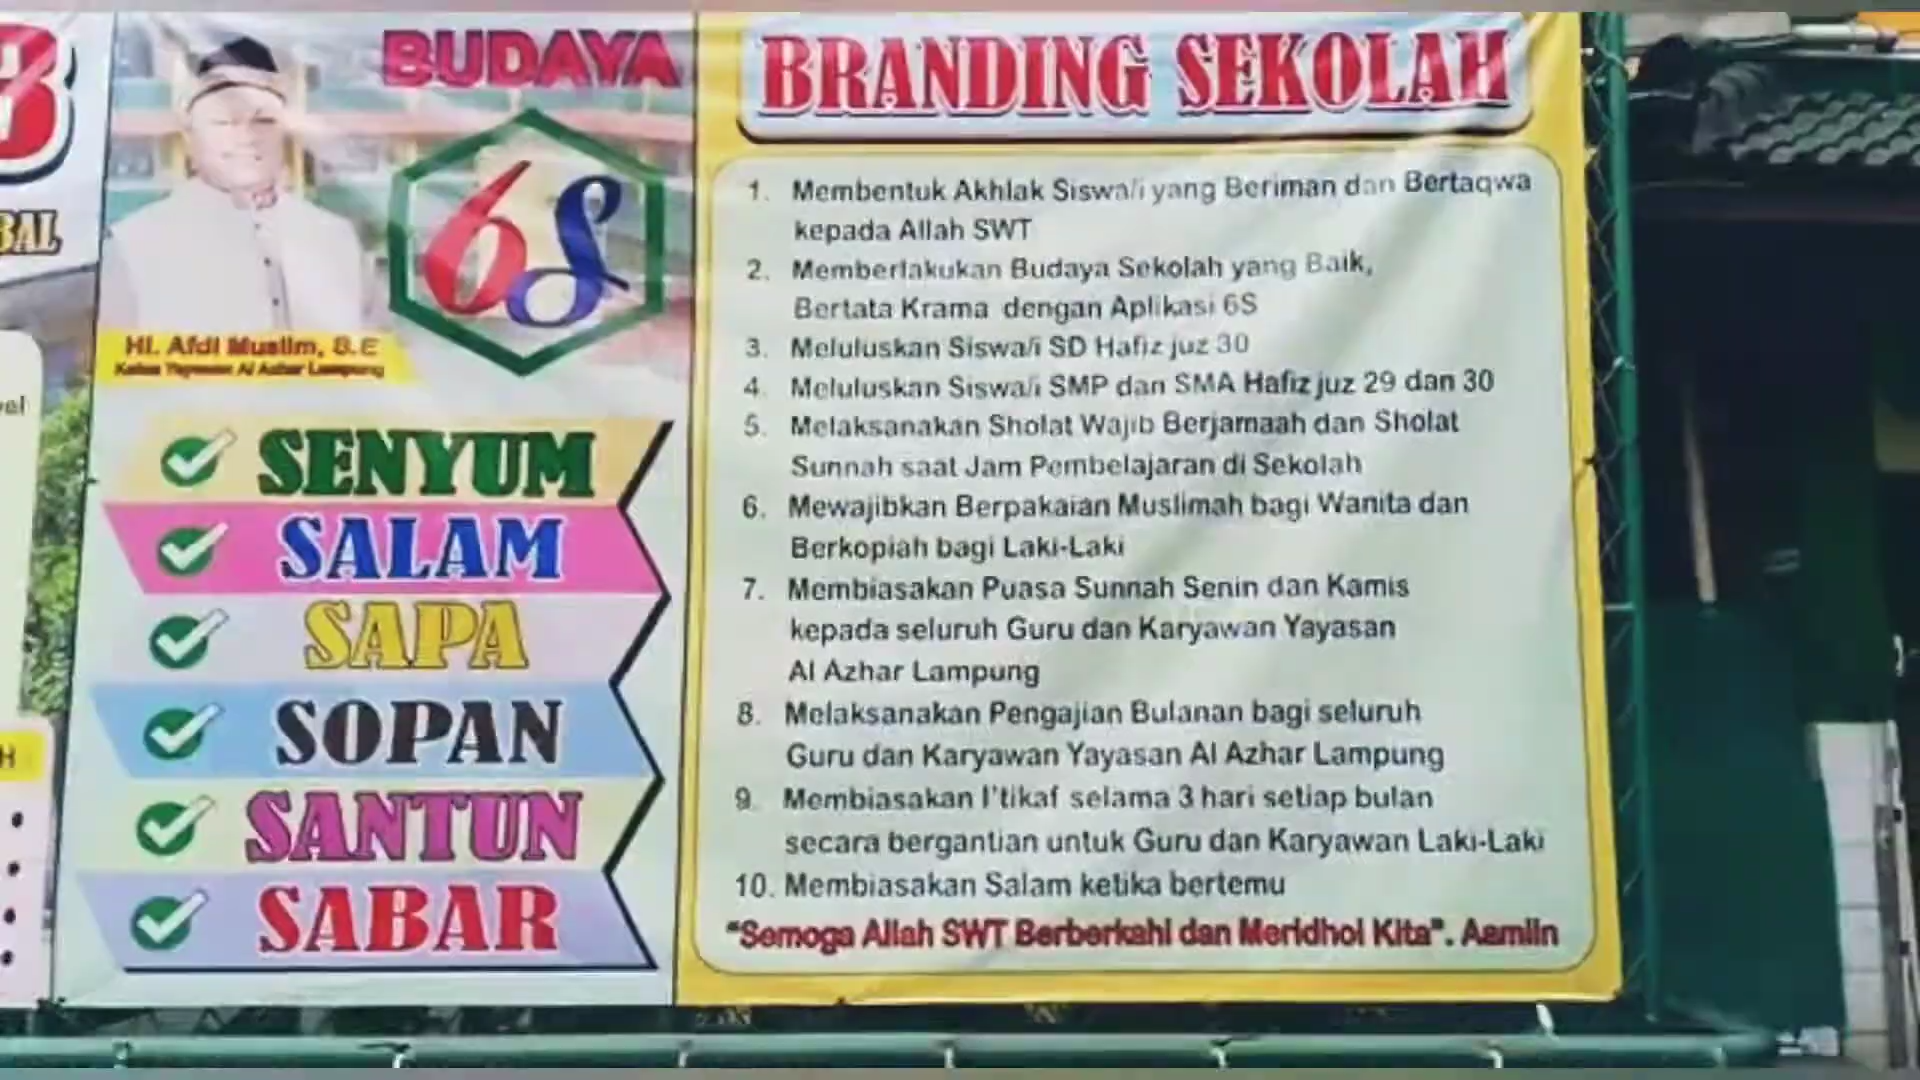 BAL
BUDAYA
6S
Hi. Afdi Muslim, S.E
Ketua Yayasan Al Azhar Lampung
SENYUM
SALAM
SAPA
SOPAN
SANTUN
SABAR
BRANDING SEKOLAH
1. Membentuk Akhlak Siswa/i yang Beriman dan Bertaqwa
kepada Allah SWT
2. Memberlakukan Budaya Sekolah yang Baik,
Bertata Krama dengan Aplikasi 6S
3. Meluluskan Siswa/i SD Hafiz juz 30
4. Meluluskan Siswa/i SMP dan SMA Hafiz juz 29 dan 30
5. Melaksanakan Sholat Wajib Berjamaah dan Sholat
Sunnah saat Jam Pembelajaran di Sekolah
6. Mewajibkan Berpakaian Muslimah bagi Wanita dan
Berkopiah bagi Laki-Laki
7. Membiasakan Puasa Sunnah Senin dan Kamis
kepada seluruh Guru dan Karyawan Yayasan
Al Azhar Lampung
8. Melaksanakan Pengajian Bulanan bagi seluruh
Guru dan Karyawan Yayasan Al Azhar Lampung
9. Membiasakan I'tikaf selama 3 hari setiap bulan
secara bergantian untuk Guru dan Karyawan Laki-Laki
10. Membiasakan Salam ketika bertemu
"Semoga Allah SWT Berberkahi dan Meridhoi Kita". Aamiin